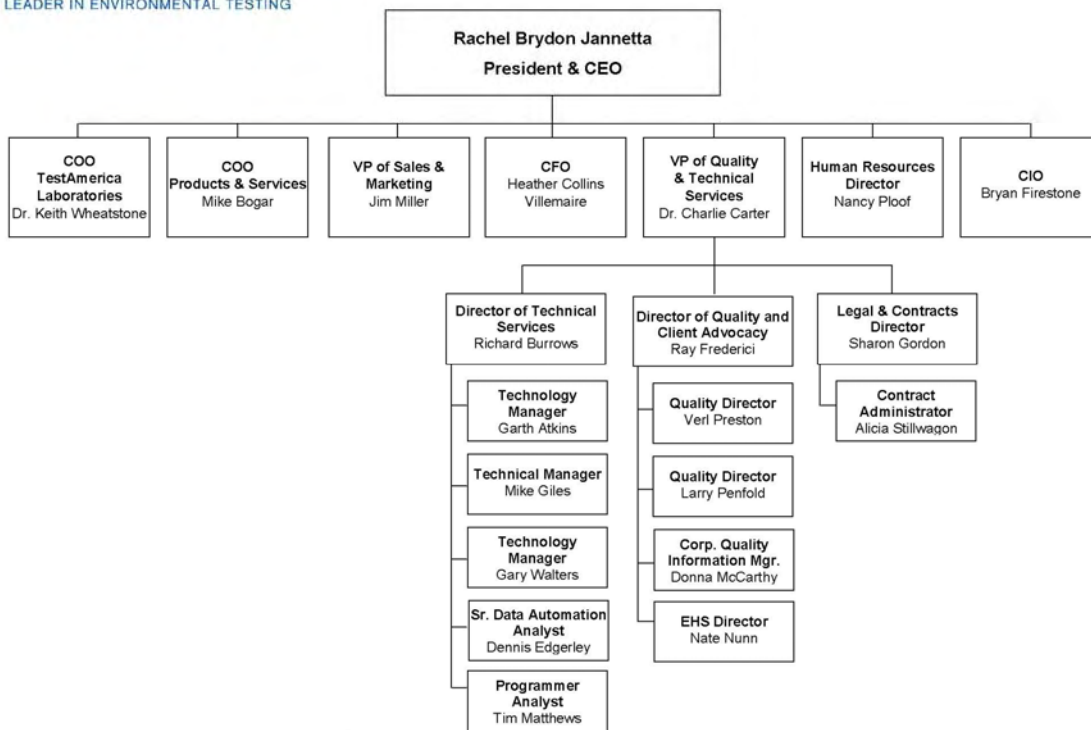 LEADER IN ENVIRONMENTAL TESTING
Rachel Brydon Jannetta
President & CEO
COO
TestAmerica
Laboratories
Dr. Keith Wheatstone
COO
Products & Services
Mike Bogar
VP of Sales &
Marketing
Jim Miller
CFO
Heather Collins
Villemaire
VP of Quality
& Technical
Services
Dr. Charlie Carter
Human Resources
Director
Nancy Ploof
CIO
Bryan Firestone
Director of Technical
Services
Richard Burrows
Technology
Manager
Garth Atkins
Technical Manager
Mike Giles
Technology
Manager
Gary Walters
Sr. Data Automation
Analyst
Dennis Edgerley
Programmer
Analyst
Tim Matthews
Director of Quality and
Client Advocacy
Ray Frederici
Quality Director
Verl Preston
Quality Director
Larry Penfold
Corp. Quality
Information Mgr.
Donna McCarthy
EHS Director
Nate Nunn
Legal & Contracts
Director
Sharon Gordon
Contract
Administrator
Alicia Stillwagon